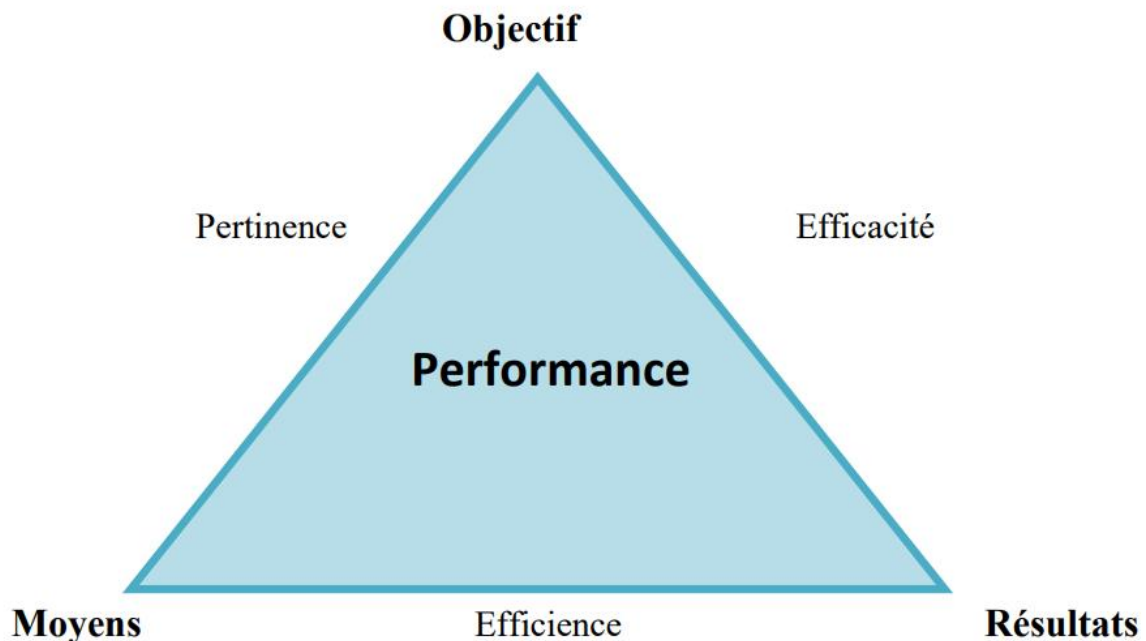 Objectif
Pertinence
Efficacité
Performance
Moyens
Efficience
Résultats